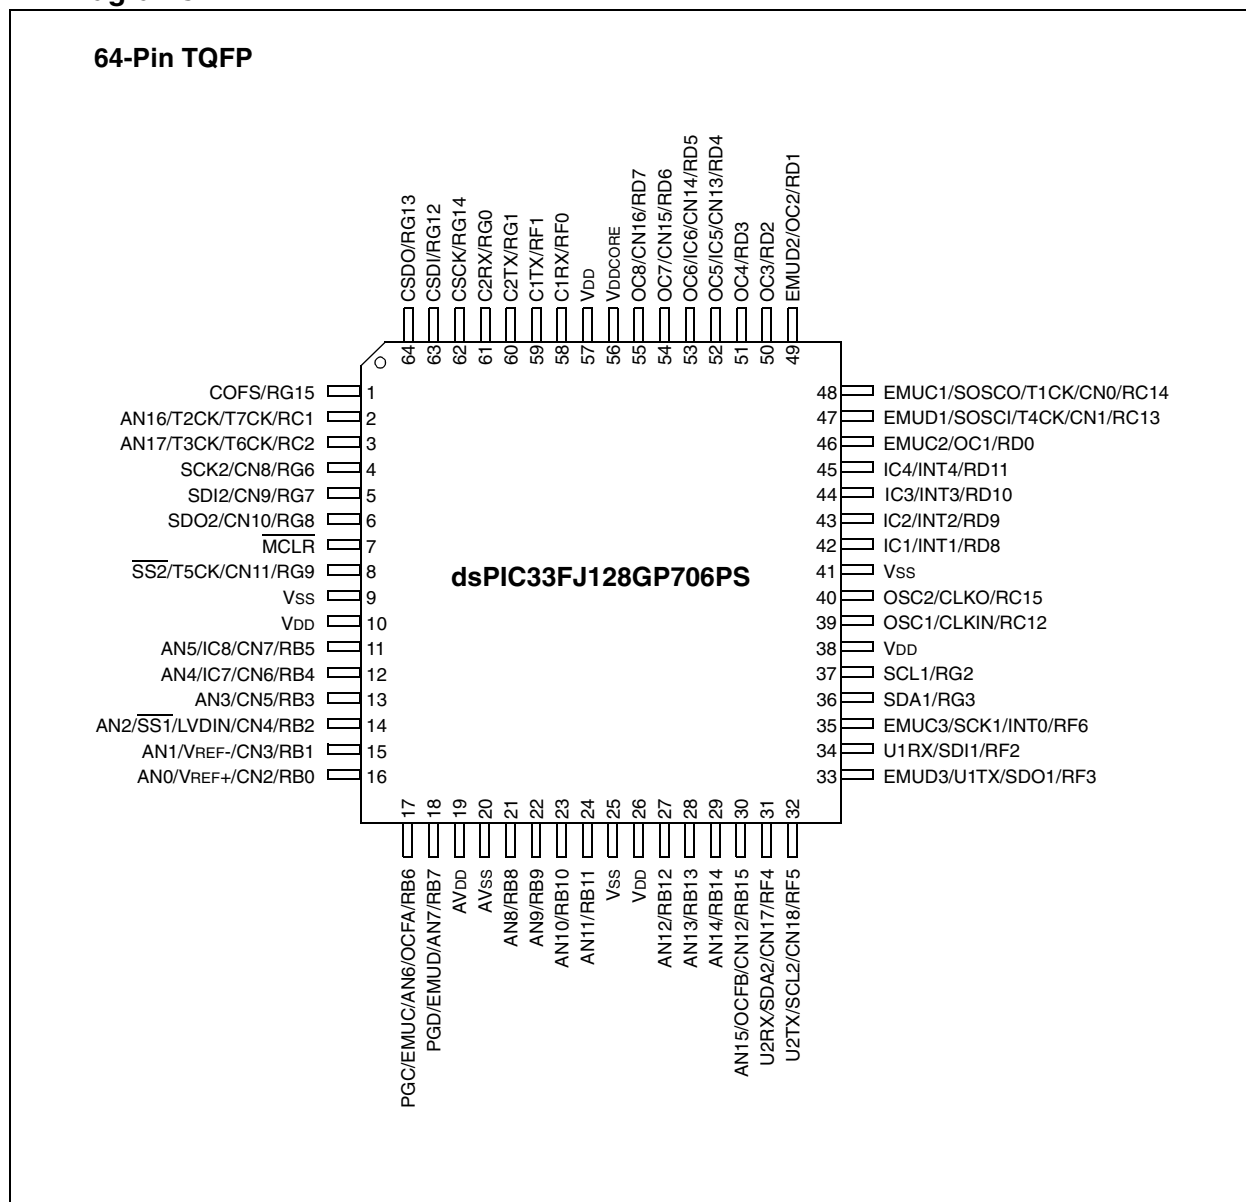 64-Pin TQFP
CSDO/RG13
CSDI/RG12
CSCK/RG14
C2RX/RG0
C2TX/RG1
C1TX/RF1
C1RX/RF0
VDD
VDDCORE
OC8/CN16/RD7
OC7/CN15/RD6
OC6/IC6/CN14/RD5
OC5/IC5/CN13/RD4
OC4/RD3
OC3/RD2
EMUD2/OC2/RD1
64 63 62 61 60 59 58 57 56 55 54 53 52 51 50 49
COFS/RG15 1
AN16/T2CK/T7CK/RC1 2
AN17/T3CK/T6CK/RC2 3
SCK2/CN8/RG6 4
SDI2/CN9/RG7 5
SDO2/CN10/RG8 6
MCLR 7
SS2/T5CK/CN11/RG9 8
VSS 9
VDD 10
AN5/IC8/CN7/RB5 11
AN4/IC7/CN6/RB4 12
AN3/CN5/RB3 13
AN2/SS1/LVDIN/CN4/RB2 14
AN1/VREF-/CN3/RB1 15
AN0/VREF+/CN2/RB0 16
dsPIC33FJ128GP706PS
48 EMUC1/SOSCO/T1CK/CN0/RC14
47 EMUD1/SOSCI/T4CK/CN1/RC13
46 EMUC2/OC1/RD0
45 IC4/INT4/RD11
44 IC3/INT3/RD10
43 IC2/INT2/RD9
42 IC1/INT1/RD8
41 VSS
40 OSC2/CLKO/RC15
39 OSC1/CLKIN/RC12
38 VDD
37 SCL1/RG2
36 SDA1/RG3
35 EMUC3/SCK1/INT0/RF6
34 U1RX/SDI1/RF2
33 EMUD3/U1TX/SDO1/RF3
17 18 19 20 21 22 23 24 25 26 27 28 29 30 31 32
PGC/EMUC/AN6/OCFA/RB6
PGD/EMUD/AN7/RB7
AVDD
AVSS
AN8/RB8
AN9/RB9
AN10/RB10
AN11/RB11
VSS
VDD
AN12/RB12
AN13/RB13
AN14/RB14
AN15/OCFB/CN12/RB15
U2RX/SDA2/CN17/RF4
U2TX/SCL2/CN18/RF5